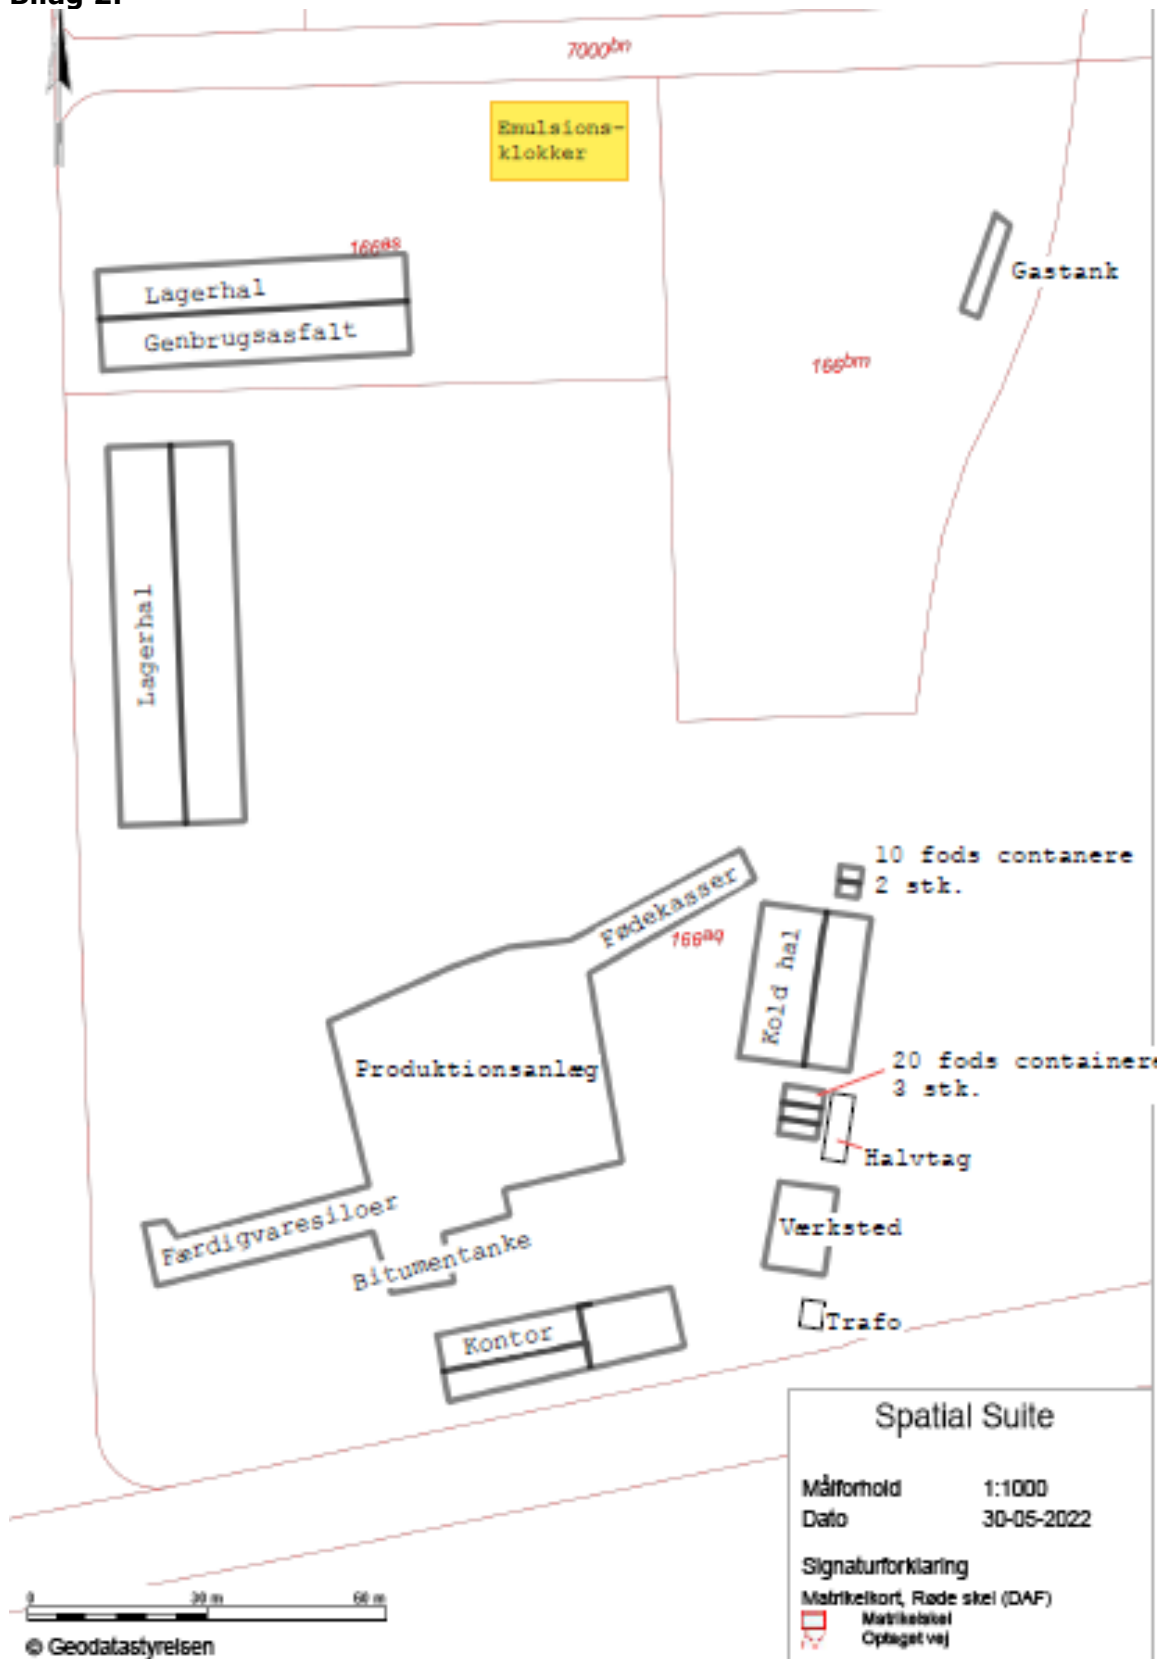 Bilag 2.
7000bn
Emulsions-
klokker
166as
Lagerhal
Genbrugsasfalt
Gastank
166bm
Lagerhal
10 fods contanere
2 stk.
Fødekasser
166aq
Kold hal
Produktionsanlæg
20 fods containere
3 stk.
Halvtag
Færdigvaresiloer
Bitumentanke
Værksted
Trafo
Kontor
Spatial Suite
Målforhold 1:1000
Dato 30-05-2022
Signaturforklaring
Matrikelkort, Røde skel (DAF)
Matrikelskel
Optaget vej
0 30 m 60 m
© Geodatastyrelsen